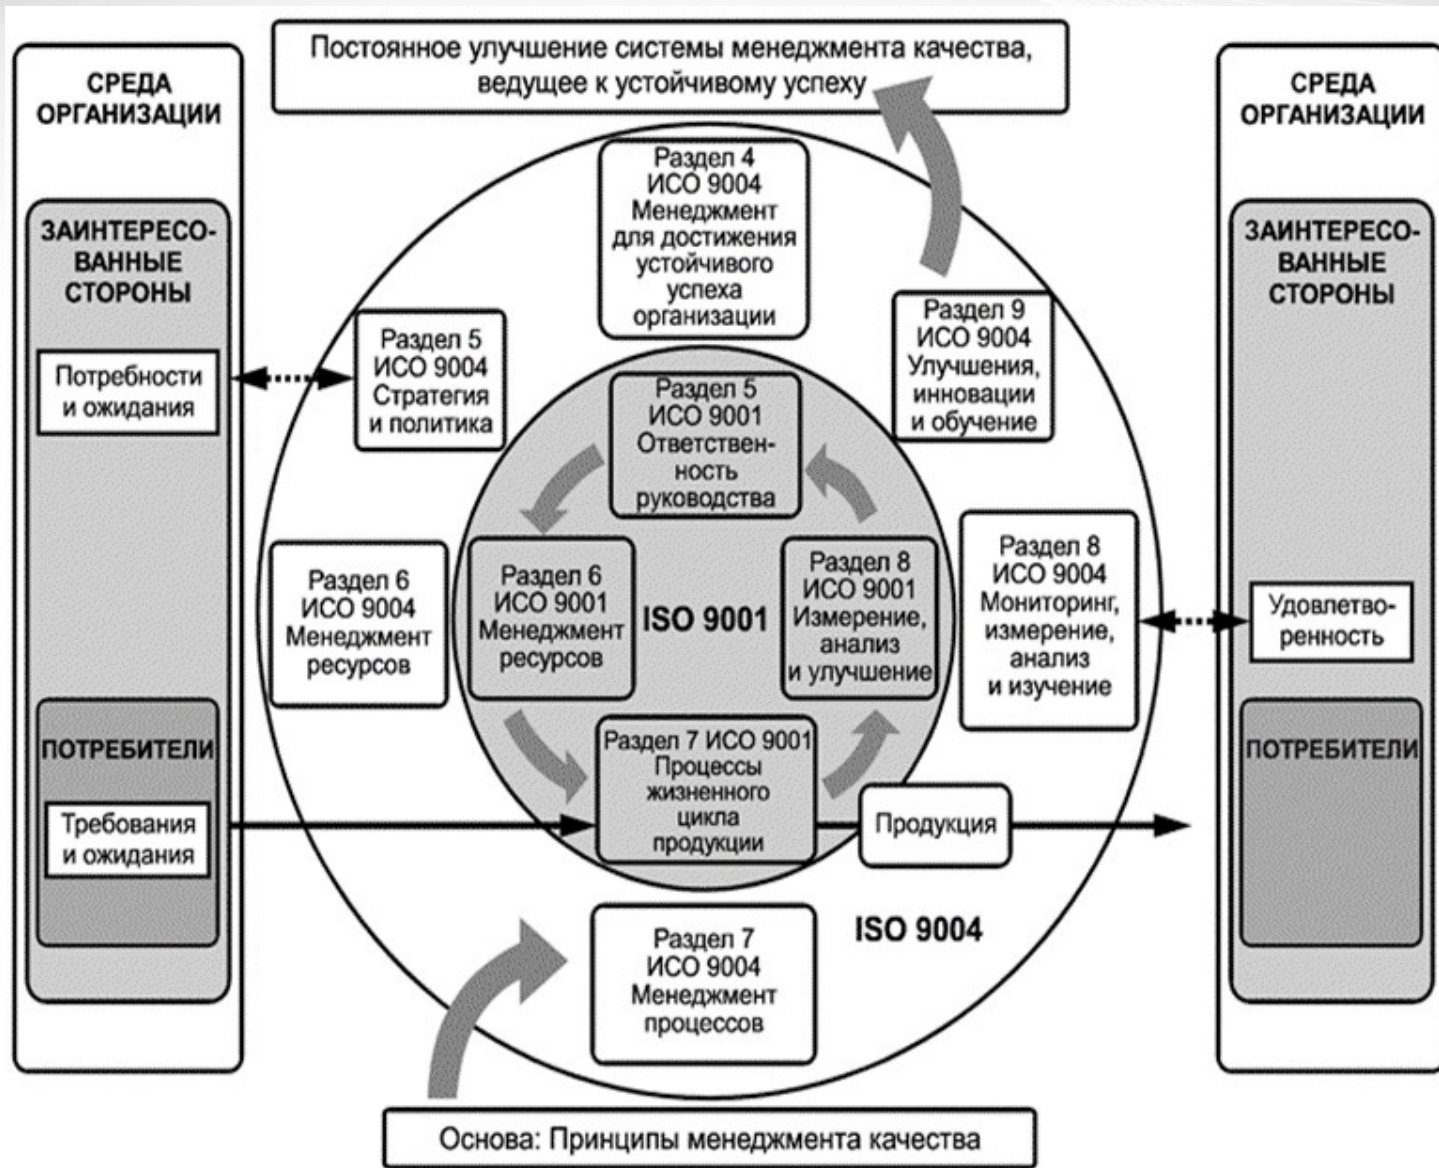 Постоянное улучшение системы менеджмента качества,
ведущее к устойчивому успеху
СРЕДА
ОРГАНИЗАЦИИ
ЗАИНТЕРЕСО-
ВАННЫЕ
СТОРОНЫ
Потребности
и ожидания
ПОТРЕБИТЕЛИ
Требования
и ожидания
Раздел 4
ИСО 9004
Менеджмент
для достижения
устойчивого
успеха
организации
Раздел 5
ИСО 9004
Стратегия
и политика
Раздел 9
ИСО 9004
Улучшения,
инновации
и обучение
Раздел 5
ИСО 9001
Ответствен-
ность
руководства
Раздел 6
ИСО 9004
Менеджмент
ресурсов
Раздел 6
ИСО 9001
Менеджмент
ресурсов
ISO 9001
Раздел 8
ИСО 9001
Измерение,
анализ
и улучшение
Раздел 8
ИСО 9004
Мониторинг,
измерение,
анализ
и изучение
Раздел 7 ИСО 9001
Процессы
жизненного
цикла
продукции
Продукция
ISO 9004
Раздел 7
ИСО 9004
Менеджмент
процессов
СРЕДА
ОРГАНИЗАЦИИ
ЗАИНТЕРЕСО-
ВАННЫЕ
СТОРОНЫ
Удовлетво-
ренность
ПОТРЕБИТЕЛИ
Основа: Принципы менеджмента качества